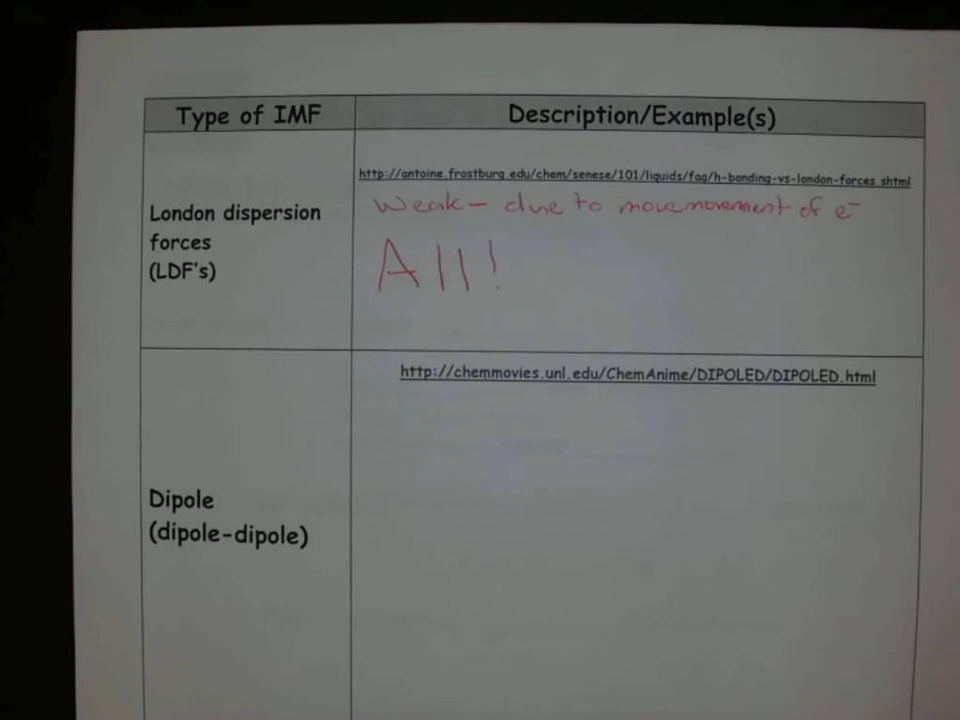 Type of IMF
Description/Example(s)
London dispersion
forces
(LDF's)
http://antoine.frostburg.edu/chem/senese/101/liquids/faq/h-bonding-vs-london-forces.shtml
Weak - due to movemovement of e⁻
All!
Dipole
(dipole-dipole)
http://chemmovies.unl.edu/ChemAnime/DIPOLED/DIPOLED.html